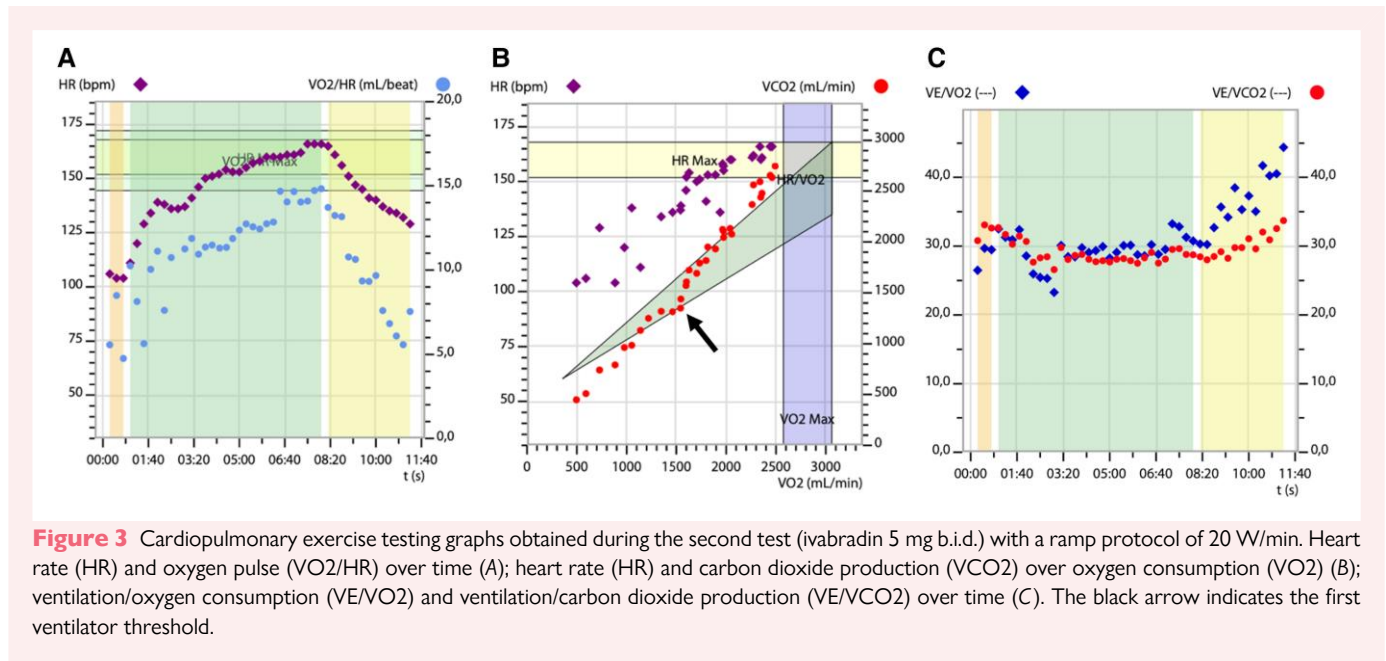 A
HR (bpm)
VO2/HR (mL/beat)
175
150
125
100
75
50
20,0
15,0
10,0
5,0
0,0
00:00 01:40 03:20 05:00 06:40 08:20 10:00 11:40
t (s)
B
HR (bpm)
VCO2 (mL/min)
175
150
125
100
75
50
HR Max
HR/VO2
VO2 Max
3000
2500
2000
1500
1000
500
0
0 500 1000 1500 2000 2500 3000
VO2 (mL/min)
C
VE/VO2 (---)
VE/VCO2 (---)
40,0
30,0
20,0
10,0
0,0
40,0
30,0
20,0
10,0
0,0
00:00 01:40 03:20 05:00 06:40 08:20 10:00 11:40
t (s)
Figure 3 Cardiopulmonary exercise testing graphs obtained during the second test (ivabradin 5 mg b.i.d.) with a ramp protocol of 20 W/min. Heart
rate (HR) and oxygen pulse (VO2/HR) over time (A); heart rate (HR) and carbon dioxide production (VCO2) over oxygen consumption (VO2) (B);
ventilation/oxygen consumption (VE/VO2) and ventilation/carbon dioxide production (VE/VCO2) over time (C). The black arrow indicates the first
ventilator threshold.